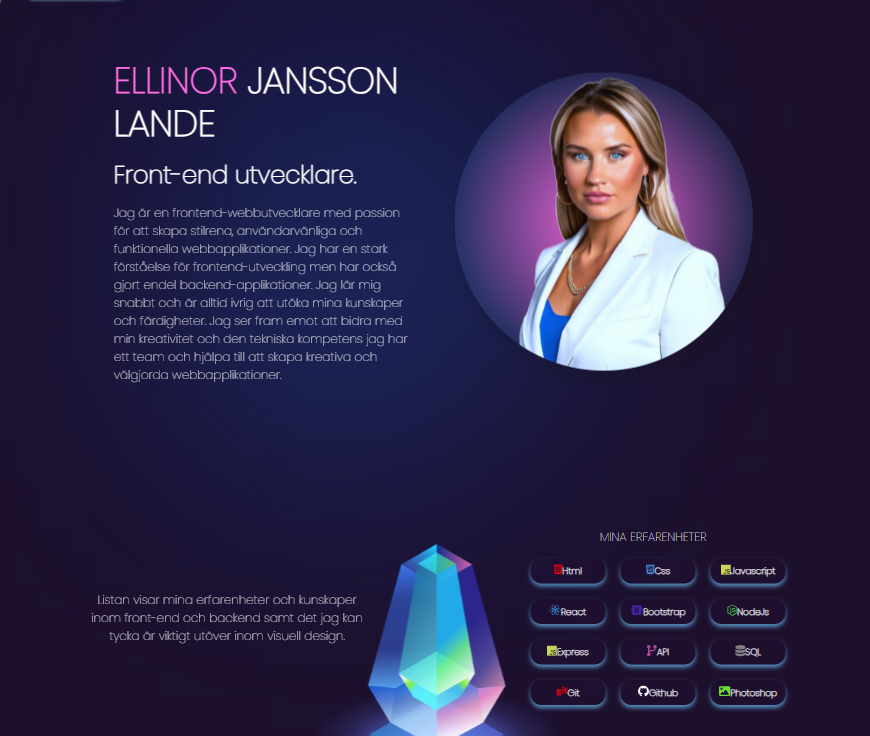 ELLINOR JANSSON
LANDE
Front-end utvecklare.
Jag är en frontend-webbutvecklare med passion
för att skapa stilrena, användarvänliga och
funktionella webbapplikationer. Jag har en stark
förståelse för frontend-utveckling men har också
gjort endel backend-applikationer. Jag lär mig
snabbt och är alltid ivrig att utöka mina kunskaper
och färdigheter. Jag ser fram emot att bidra med
min kreativitet och den tekniska kompetens jag har
ett team och hjälpa till att skapa kreativa och
välgjorda webbapplikationer.
MINA ERFARENHETER
Html Css Javascript
React Bootstrap NodeJs
Express API SQL
Git Github Photoshop
Listan visar mina erfarenheter och kunskaper
inom front-end och backend samt det jag kan
tycka är viktigt utöver inom visuell design.